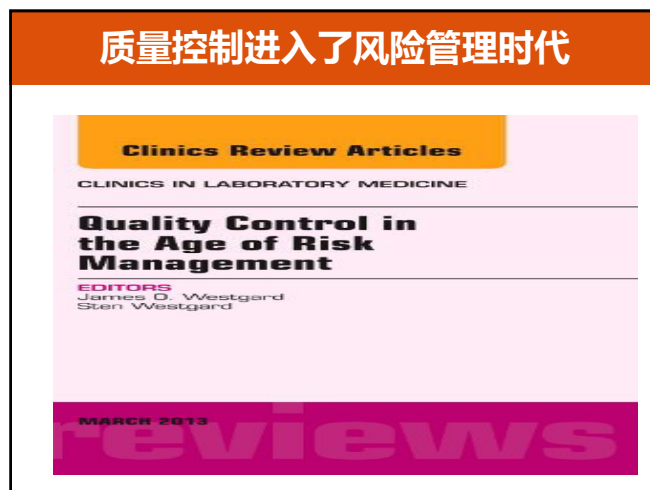 质量控制进入了风险管理时代
Clinics Review Articles
CLINICS IN LABORATORY MEDICINE
Quality Control in
the Age of Risk
Management
EDITORS
James O. Westgard
Sten Westgard
MARCH 2013
reviews